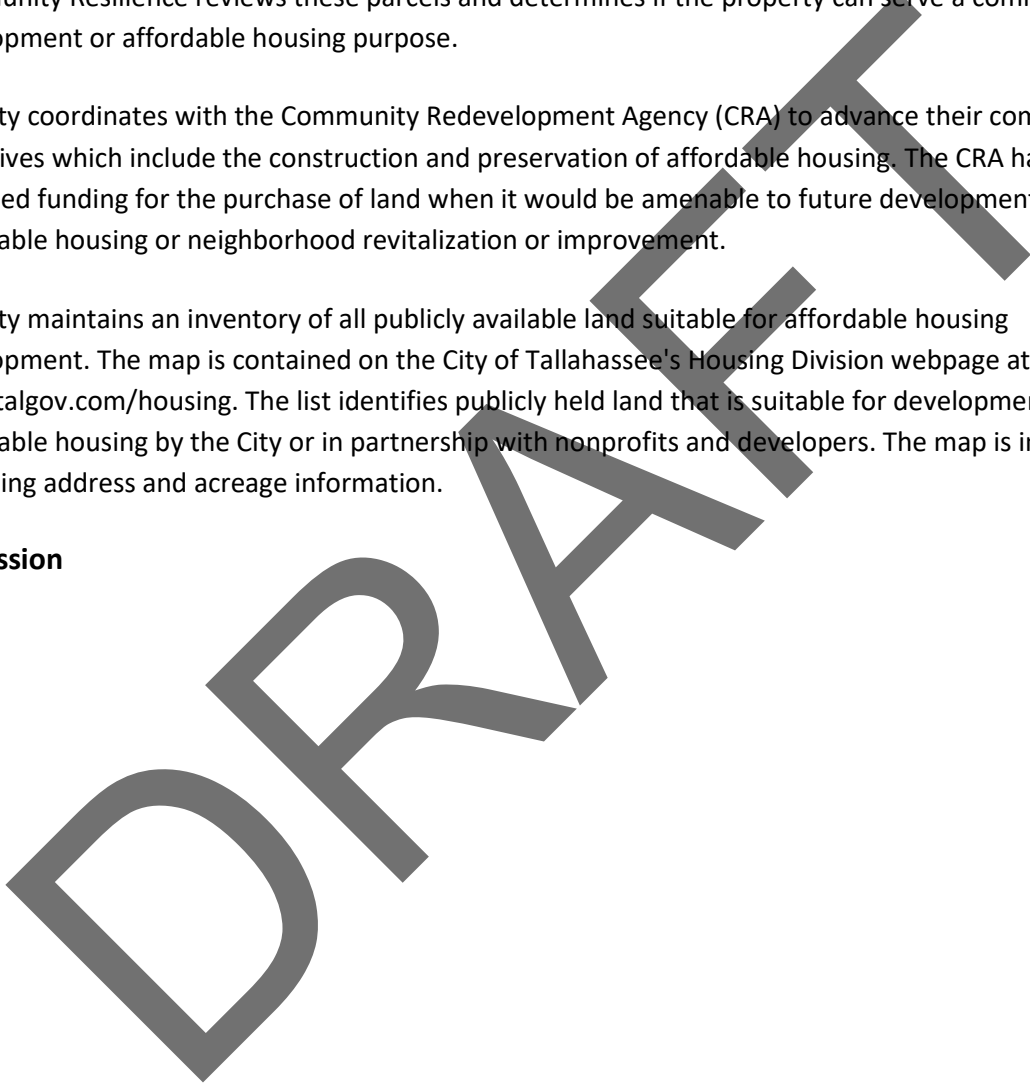 unity Resilience reviews these parcels and determines if the property can serve a com
opment or affordable housing purpose.
ty coordinates with the Community Redevelopment Agency (CRA) to advance their con
ives which include the construction and preservation of affordable housing. The CRA ha
ed funding for the purchase of land when it would be amenable to future development
able housing or neighborhood revitalization or improvement.
ty maintains an inventory of all publicly available land suitable for affordable housing
opment. The map is contained on the City of Tallahassee's Housing Division webpage at
talgov.com/housing. The list identifies publicly held land that is suitable for developme
able housing by the City or in partnership with nonprofits and developers. The map is in
ing address and acreage information.
ssion
DRAFT